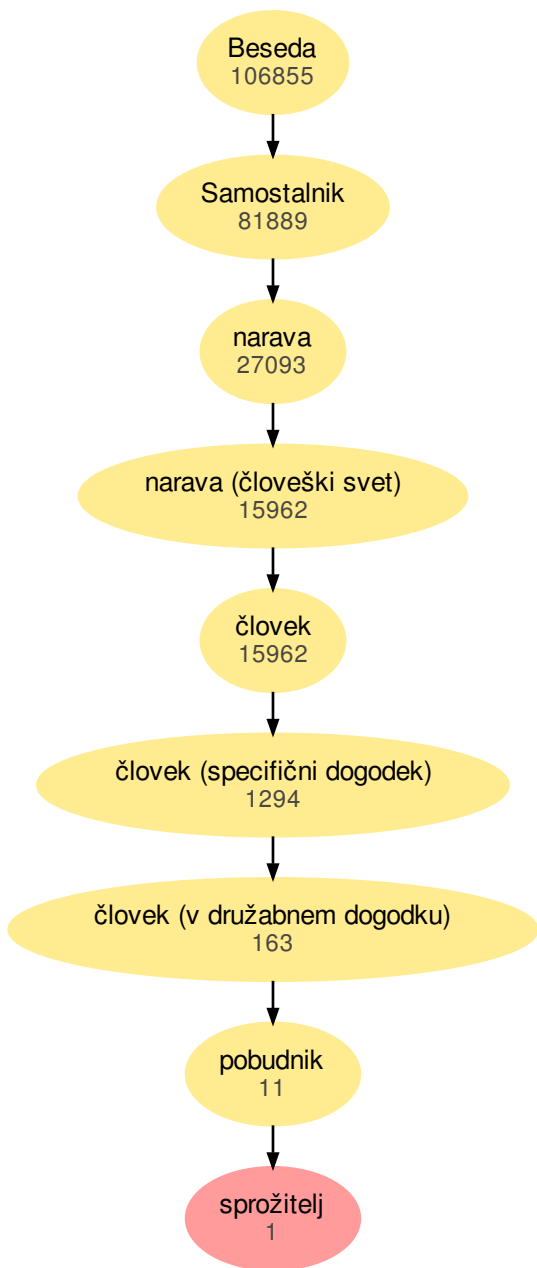 Beseda
106855
Samostalnik
81889
narava
27093
narava (človeški svet)
15962
človek
15962
človek (specifični dogodek)
1294
človek (v družabnem dogodku)
163
pobudnik
11
sprožitelj
1